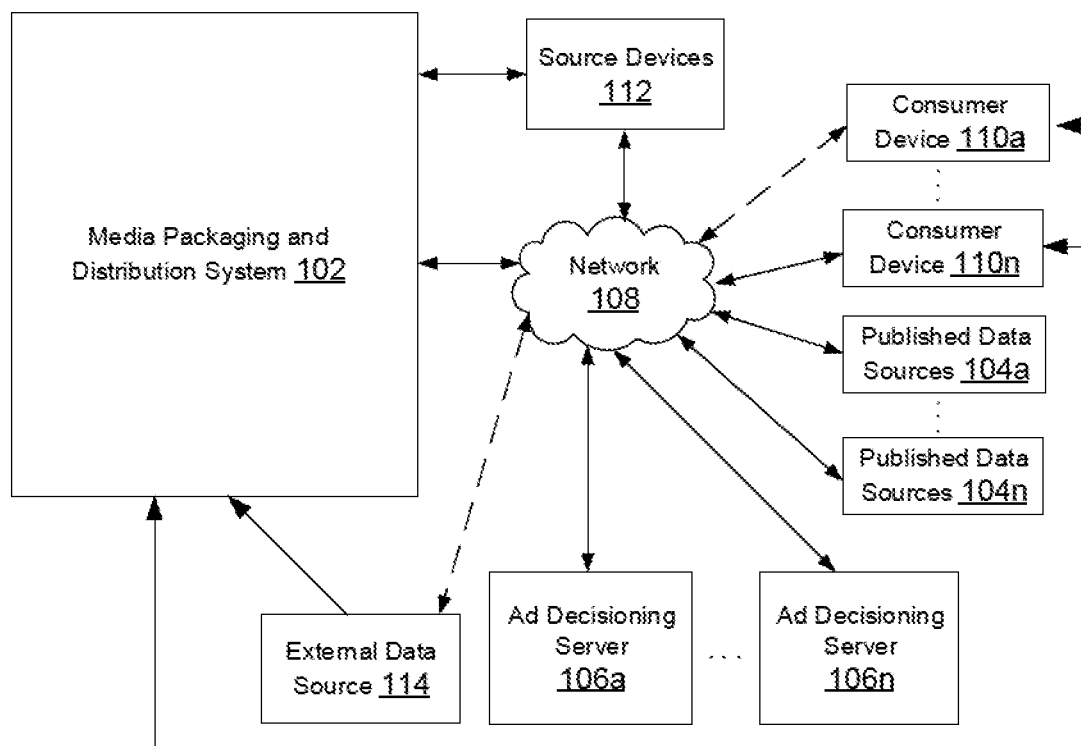 Source Devices
112
Consumer
Device 110a
Media Packaging and
Distribution System 102
Network
108
Consumer
Device 110n
Published Data
Sources 104a
Published Data
Sources 104n
External Data
Source 114
Ad Decisioning
Server
106a
Ad Decisioning
Server
106n